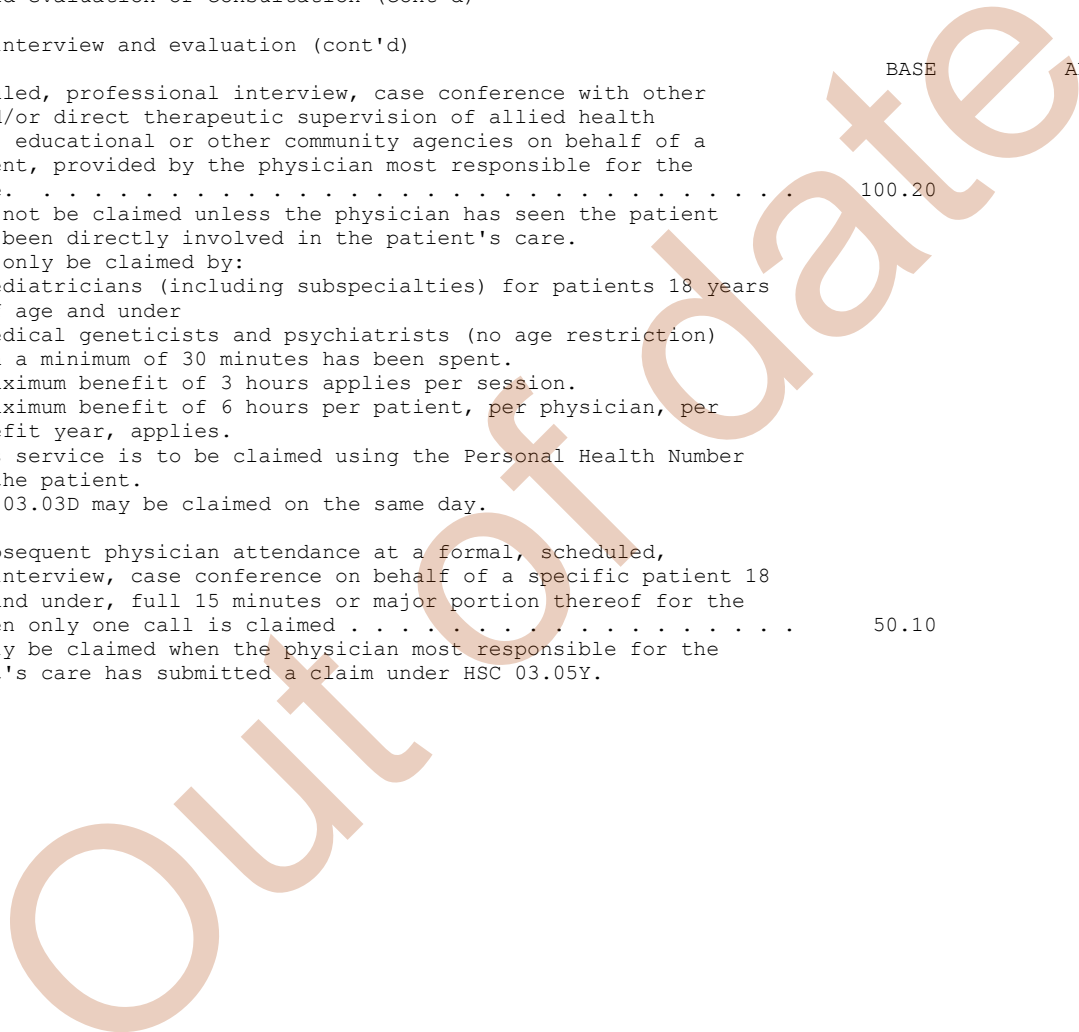 evaluation or Consultation (cont'd)
nterview and evaluation (cont'd)
BASE A
led, professional interview, case conference with other
/or direct therapeutic supervision of allied health
educational or other community agencies on behalf of a
ent, provided by the physician most responsible for the
. . . . . . . . . . . . . . . . . . . . . . . . . . . . . 100.20
not be claimed unless the physician has seen the patient
been directly involved in the patient's care.
only be claimed by:
ediatricians (including subspecialties) for patients 18 years
age and under
edical geneticists and psychiatrists (no age restriction)
a minimum of 30 minutes has been spent.
ximum benefit of 3 hours applies per session.
ximum benefit of 6 hours per patient, per physician, per
efit year, applies.
service is to be claimed using the Personal Health Number
the patient.
03.03D may be claimed on the same day.
bsequent physician attendance at a formal, scheduled,
interview, case conference on behalf of a specific patient 18
and under, full 15 minutes or major portion thereof for the
en only one call is claimed . . . . . . . . . . . . . . . . . 50.10
y be claimed when the physician most responsible for the
t's care has submitted a claim under HSC 03.05Y.
Out of date